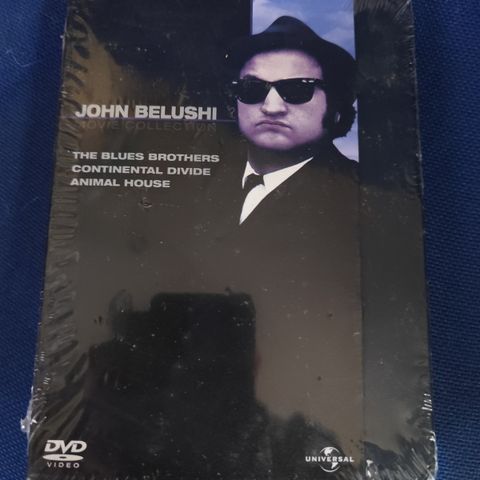 JOHN BELUSHI
MOVIE COLLECTION
THE BLUES BROTHERS
CONTINENTAL DIVIDE
ANIMAL HOUSE
DVD
VIDEO
UNIVERSAL